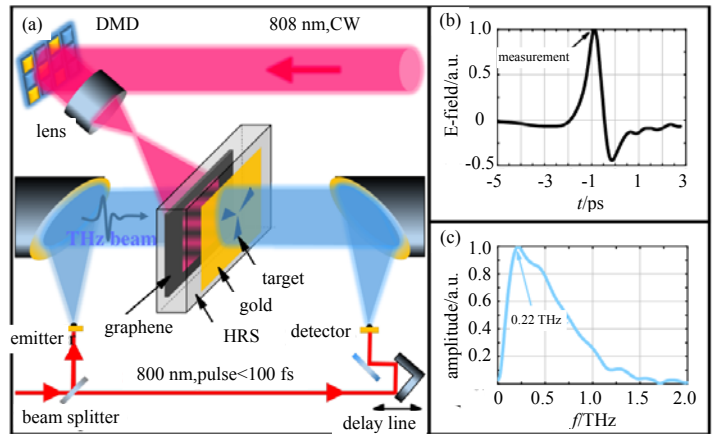 (a)
DMD
808 nm,CW
lens
THz beam
target
gold
graphene
HRS
emitter r
detector
800 nm,pulse<100 fs
beam splitter
delay line
(b)
E-field/a.u.
1.0
0.5
0
-0.5
measurement
-5
-3
-1
1
3
t/ps
(c)
amplitude/a.u.
1.0
0.8
0.6
0.4
0.2
0.22 THz
0
0.5
1.0
1.5
2.0
f/THz